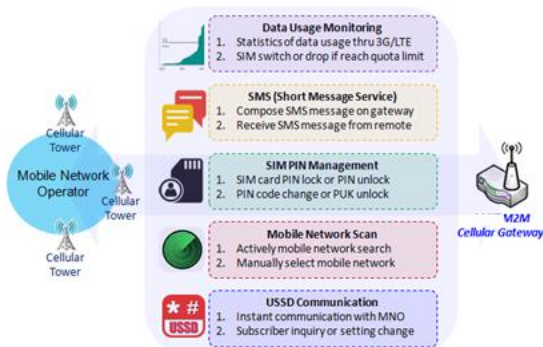 Data Usage Monitoring
1. Statistics of data usage thru 3G/LTE
2. SIM switch or drop if reach quota limit
SMS (Short Message Service)
1. Compose SMS message on gateway
2. Receive SMS message from remote
Cellular
Tower
Mobile Network
Operator
Cellular
Tower
Cellular
Tower
SIM PIN Management
1. SIM card PIN lock or PIN unlock
2. PIN code change or PUK unlock
M2M
Cellular Gateway
Mobile Network Scan
1. Actively mobile network search
2. Manually select mobile network
* #
USSD
USSD Communication
1. Instant communication with MNO
2. Subscriber inquiry or setting change